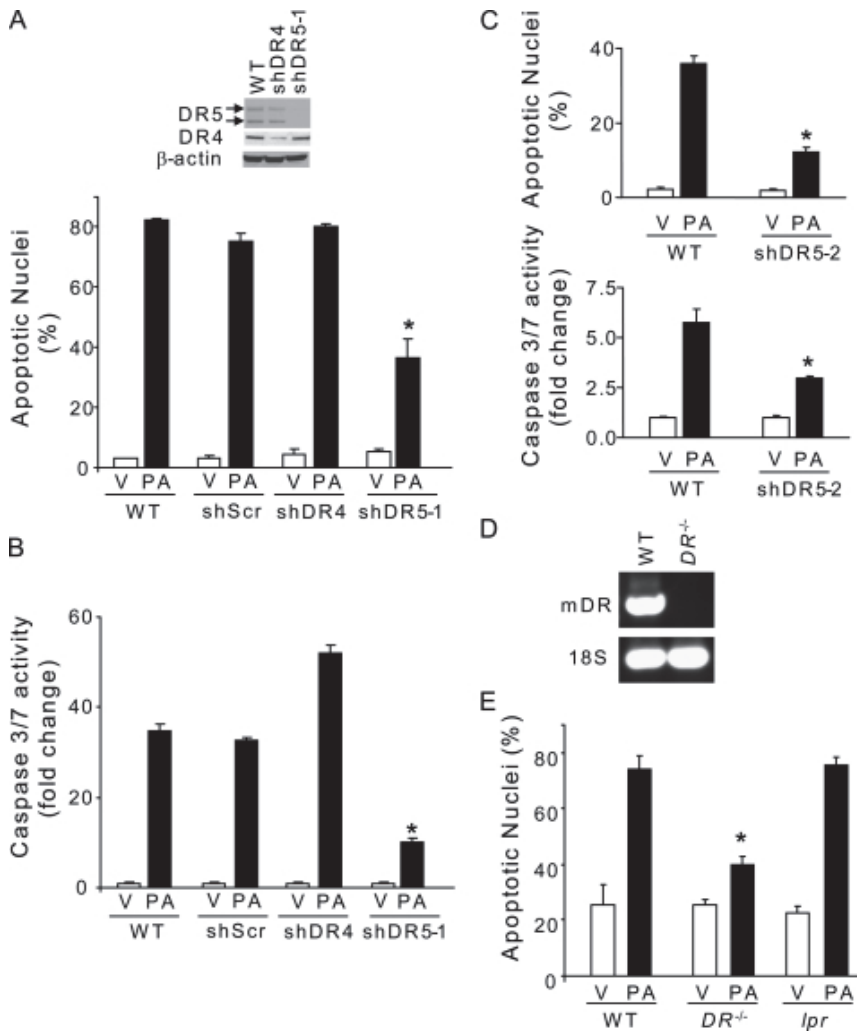 A
WT
shDR4
shDR5-1
DR5
DR4
β-actin
Apoptotic Nuclei
(%)
80
60
40
20
0
V PA V PA V PA V PA
WT shScr shDR4 shDR5-1
*
B
Caspase 3/7 activity
(fold change)
60
40
20
0
V PA V PA V PA V PA
WT shScr shDR4 shDR5-1
*
C
Apoptotic Nuclei
(%)
40
20
0
V PA V PA
WT shDR5-2
*
Caspase 3/7 activity
(fold change)
7.5
5.0
2.5
0.0
V PA V PA
WT shDR5-2
*
D
WT
DR-/-
mDR
18S
E
Apoptotic Nuclei (%)
80
60
40
20
0
V PA V PA V PA
WT DR-/- lpr
*